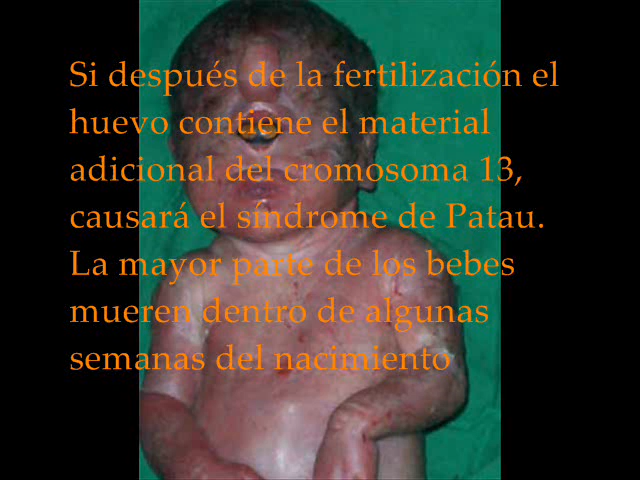 Si después de la fertilización el
huevo contiene el material
adicional del cromosoma 13,
causará el síndrome de Patau.
La mayor parte de los bebes
mueren dentro de algunas
semanas del nacimiento